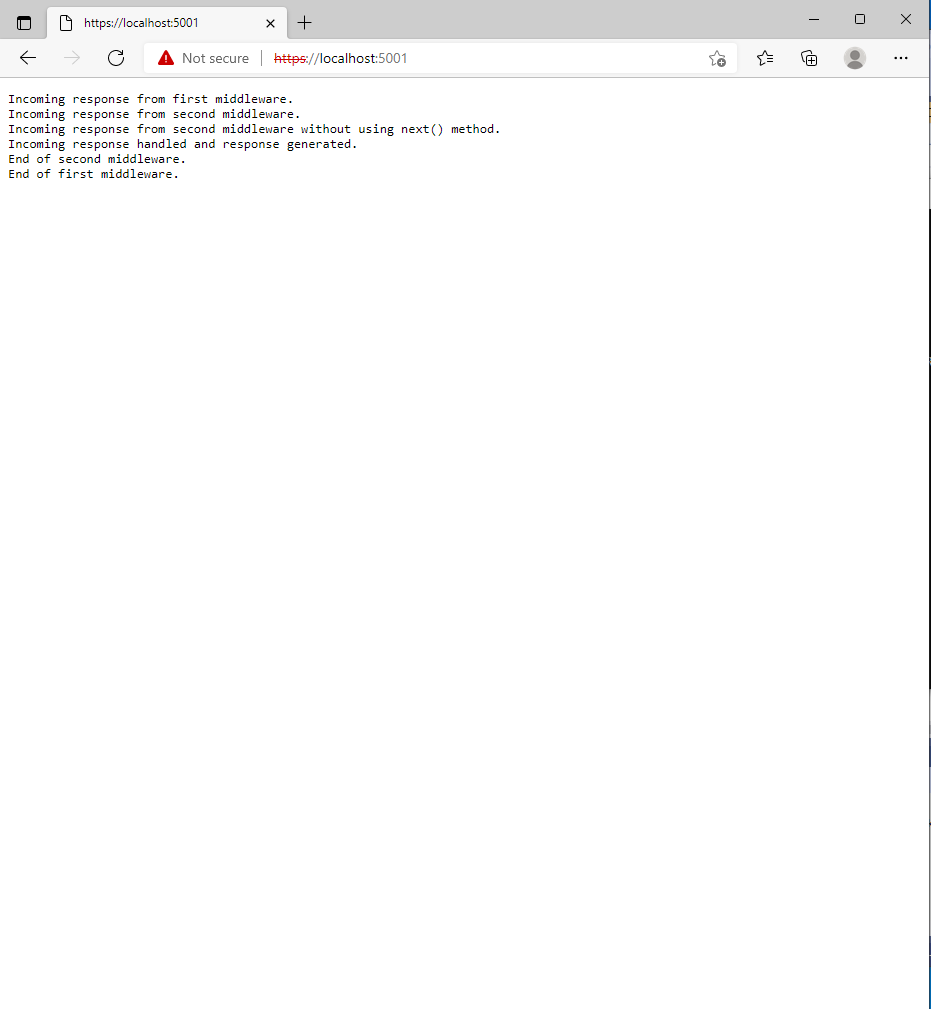 https://localhost:5001
Not secure
https://localhost:5001
Incoming response from first middleware.
Incoming response from second middleware.
Incoming response from second middleware without using next() method.
Incoming response handled and response generated.
End of second middleware.
End of first middleware.